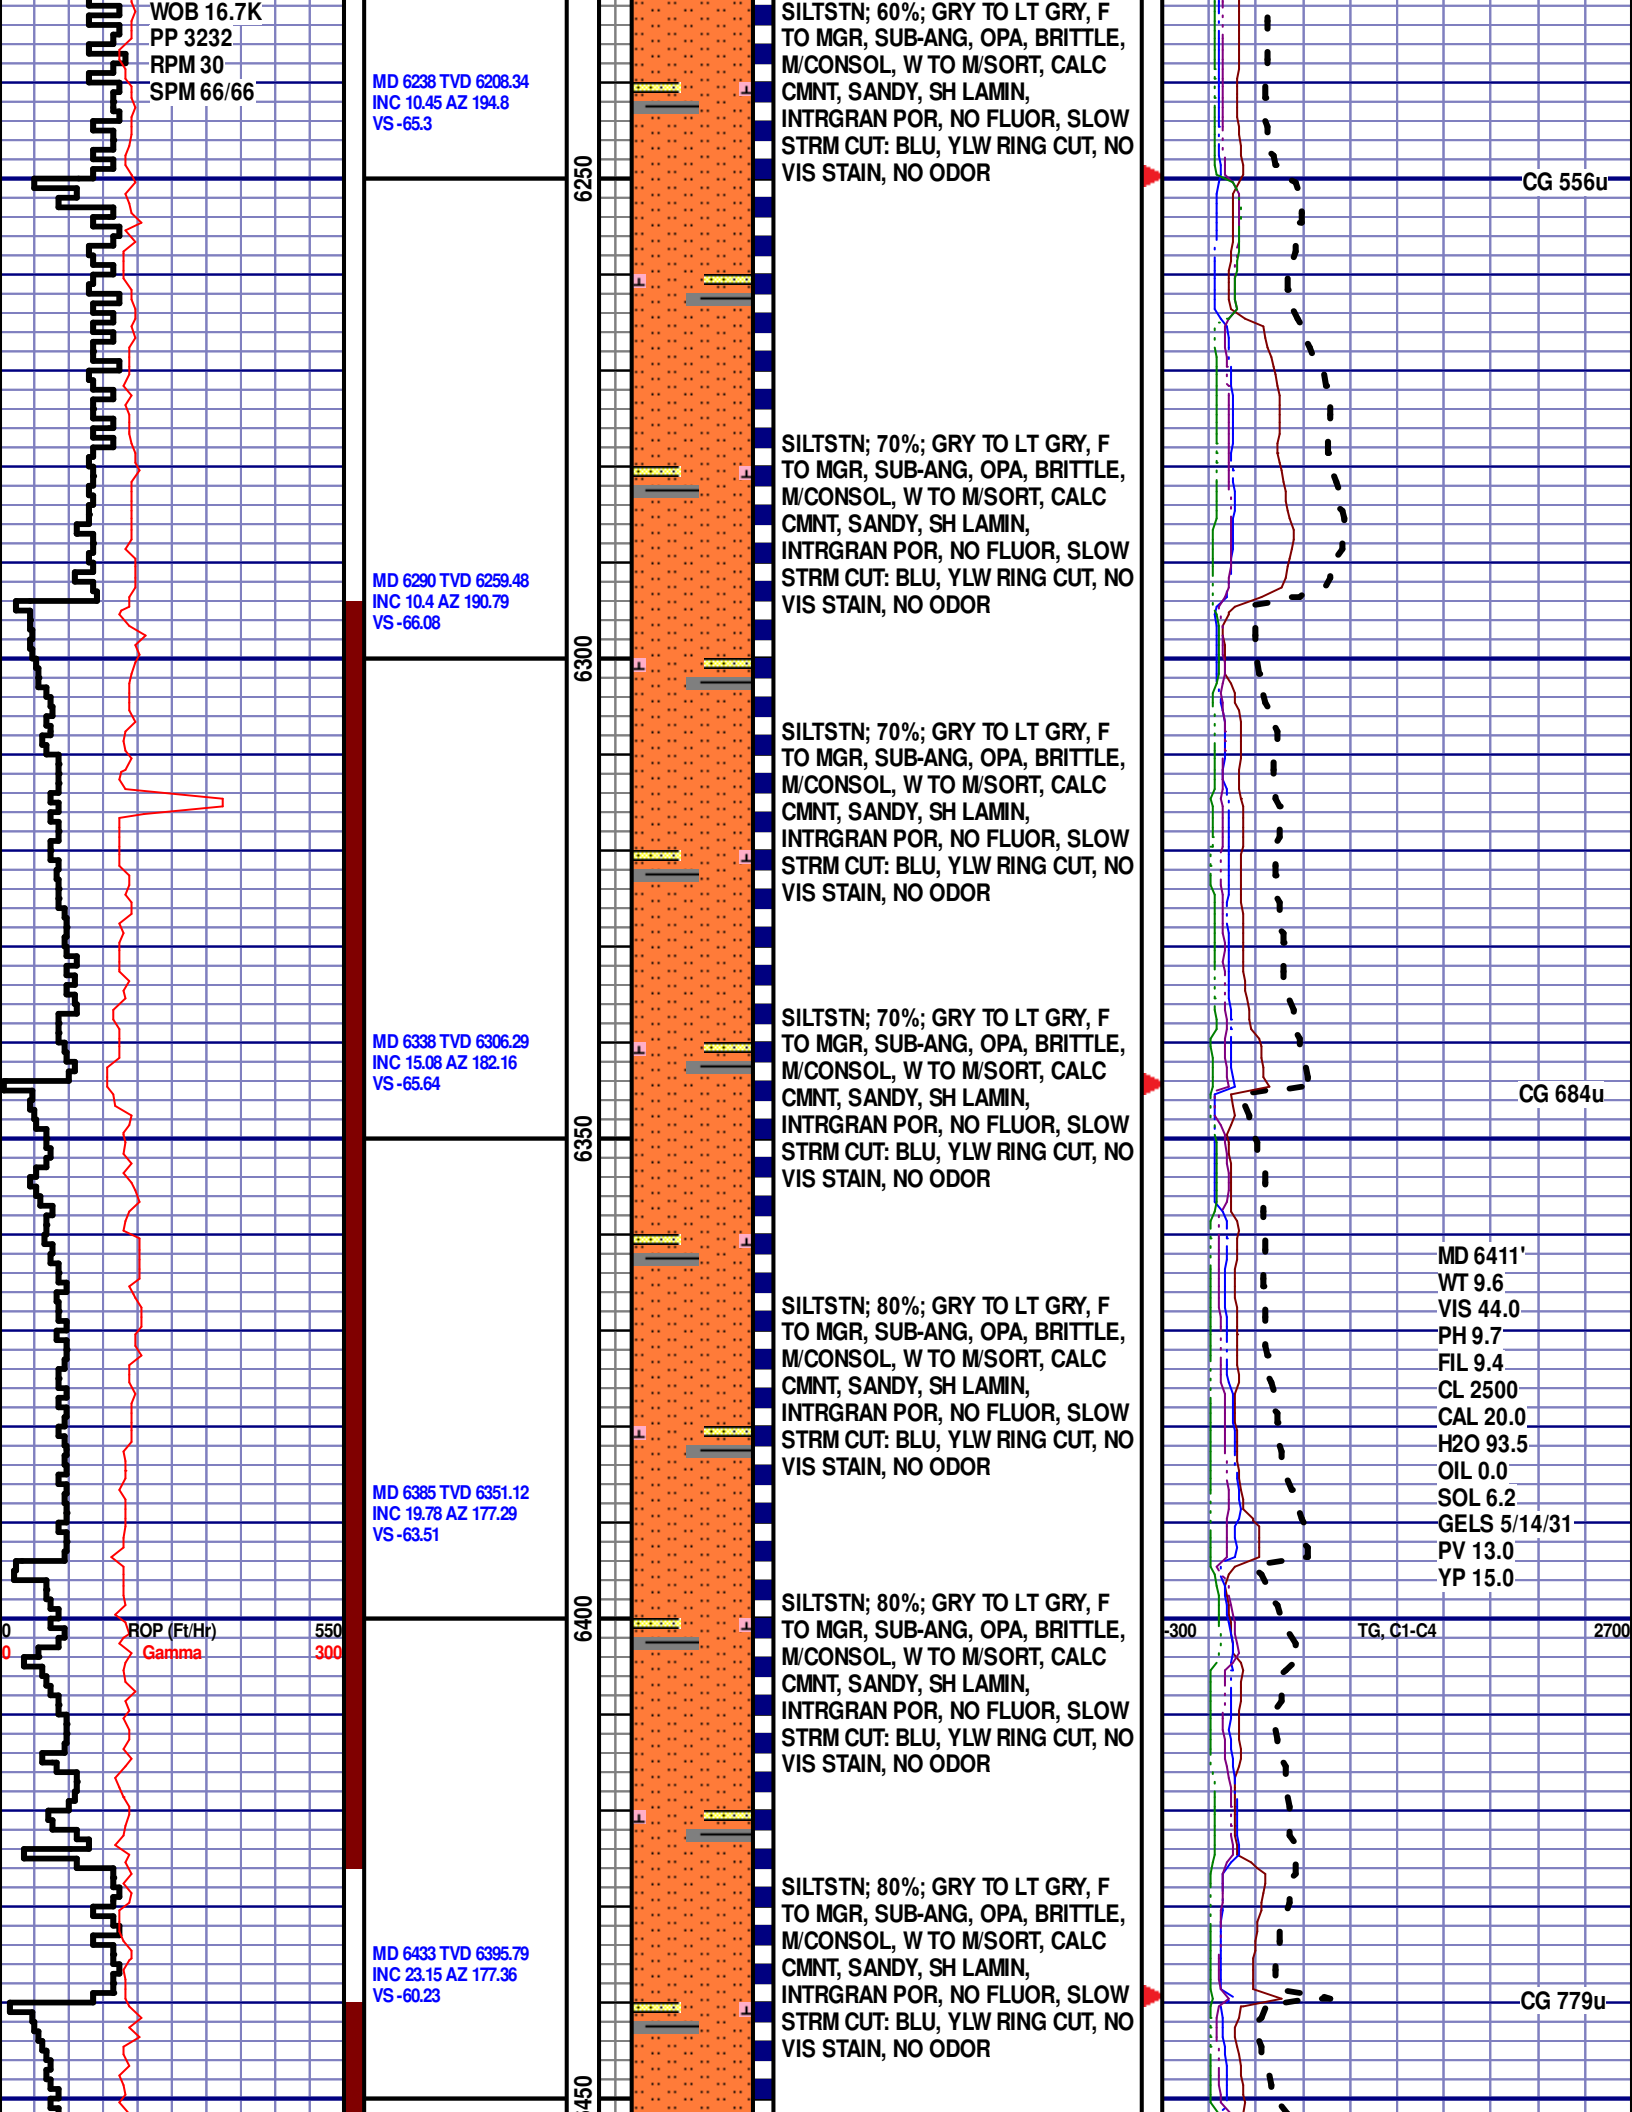 WOB 16.7K
PP 3232
RPM 30
SPM 66/66
MD 6238 TVD 6208.34
INC 10.45 AZ 194.8
VS -65.3
6250
SILTSTN; 60%; GRY TO LT GRY, F
TO MGR, SUB-ANG, OPA, BRITTLE,
M/CONSOL, W TO M/SORT, CALC
CMNT, SANDY, SH LAMIN,
INTRGRAN POR, NO FLUOR, SLOW
STRM CUT: BLU, YLW RING CUT, NO
VIS STAIN, NO ODOR
CG 556u
SILTSTN; 70%; GRY TO LT GRY, F
TO MGR, SUB-ANG, OPA, BRITTLE,
M/CONSOL, W TO M/SORT, CALC
CMNT, SANDY, SH LAMIN,
INTRGRAN POR, NO FLUOR, SLOW
STRM CUT: BLU, YLW RING CUT, NO
VIS STAIN, NO ODOR
MD 6290 TVD 6259.48
INC 10.4 AZ 190.79
VS -66.08
6300
SILTSTN; 70%; GRY TO LT GRY, F
TO MGR, SUB-ANG, OPA, BRITTLE,
M/CONSOL, W TO M/SORT, CALC
CMNT, SANDY, SH LAMIN,
INTRGRAN POR, NO FLUOR, SLOW
STRM CUT: BLU, YLW RING CUT, NO
VIS STAIN, NO ODOR
MD 6338 TVD 6306.29
INC 15.08 AZ 182.16
VS -65.64
6350
SILTSTN; 70%; GRY TO LT GRY, F
TO MGR, SUB-ANG, OPA, BRITTLE,
M/CONSOL, W TO M/SORT, CALC
CMNT, SANDY, SH LAMIN,
INTRGRAN POR, NO FLUOR, SLOW
STRM CUT: BLU, YLW RING CUT, NO
VIS STAIN, NO ODOR
CG 684u
SILTSTN; 80%; GRY TO LT GRY, F
TO MGR, SUB-ANG, OPA, BRITTLE,
M/CONSOL, W TO M/SORT, CALC
CMNT, SANDY, SH LAMIN,
INTRGRAN POR, NO FLUOR, SLOW
STRM CUT: BLU, YLW RING CUT, NO
VIS STAIN, NO ODOR
MD 6411'
WT 9.6
VIS 44.0
PH 9.7
FIL 9.4
CL 2500
CAL 20.0
H2O 93.5
OIL 0.0
SOL 6.2
GELS 5/14/31
PV 13.0
YP 15.0
MD 6385 TVD 6351.12
INC 19.78 AZ 177.29
VS -63.51
6400
0 ROP (Ft/Hr) 550
0 Gamma 300
SILTSTN; 80%; GRY TO LT GRY, F
TO MGR, SUB-ANG, OPA, BRITTLE,
M/CONSOL, W TO M/SORT, CALC
CMNT, SANDY, SH LAMIN,
INTRGRAN POR, NO FLUOR, SLOW
STRM CUT: BLU, YLW RING CUT, NO
VIS STAIN, NO ODOR
-300 TG, C1-C4 2700
SILTSTN; 80%; GRY TO LT GRY, F
TO MGR, SUB-ANG, OPA, BRITTLE,
M/CONSOL, W TO M/SORT, CALC
CMNT, SANDY, SH LAMIN,
INTRGRAN POR, NO FLUOR, SLOW
STRM CUT: BLU, YLW RING CUT, NO
VIS STAIN, NO ODOR
MD 6433 TVD 6395.79
INC 23.15 AZ 177.36
VS -60.23
CG 779u